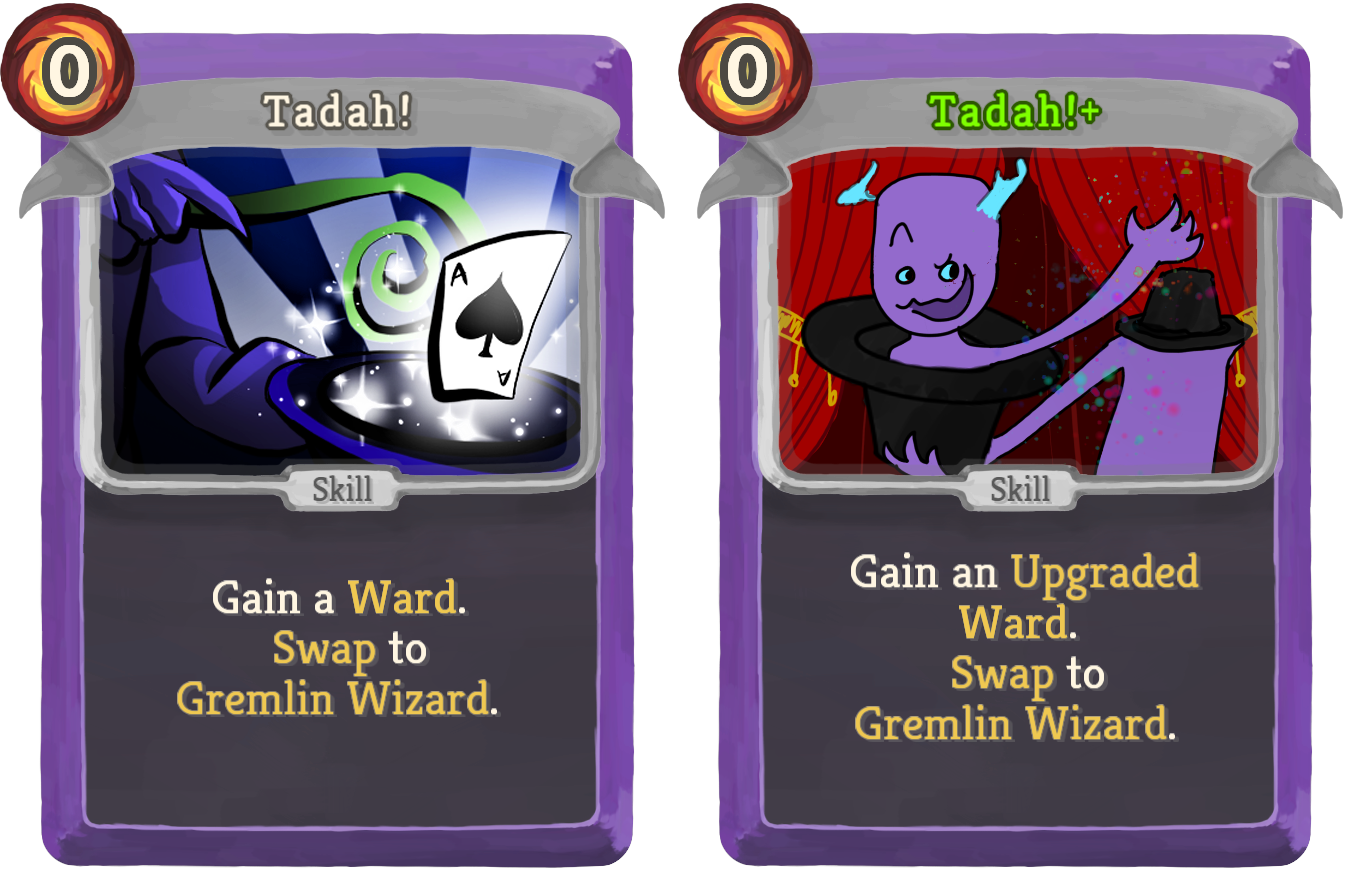 0
Tadah!
A
A
Skill
Gain a Ward.
Swap to
Gremlin Wizard.
0
Tadah!+
Skill
Gain an Upgraded
Ward.
Swap to
Gremlin Wizard.